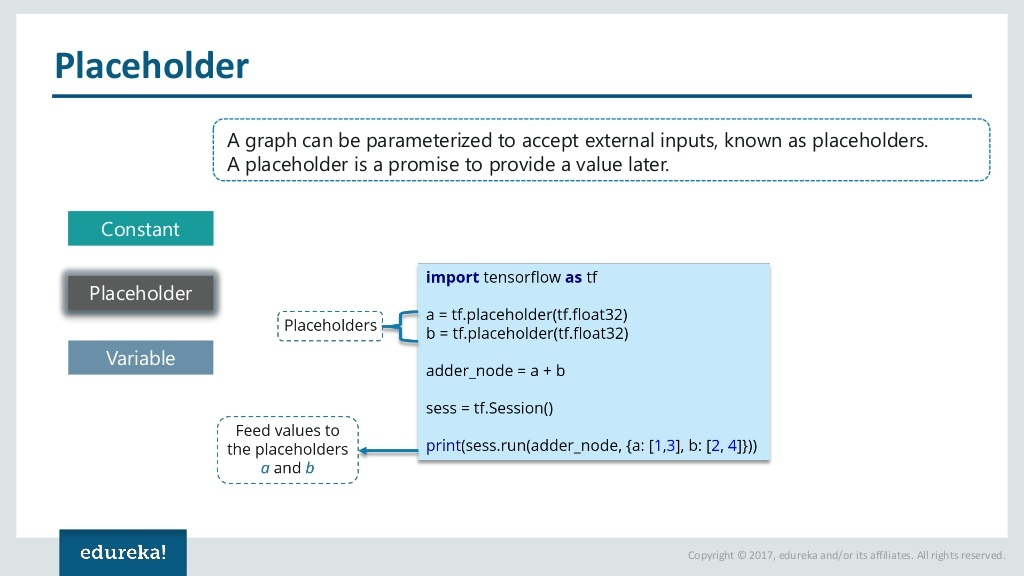 Placeholder
A graph can be parameterized to accept external inputs, known as placeholders.
A placeholder is a promise to provide a value later.
Constant
Placeholder
Variable
Placeholders
import tensorflow as tf
a = tf.placeholder(tf.float32)
b = tf.placeholder(tf.float32)
adder_node = a + b
sess = tf.Session()
print(sess.run(adder_node, {a: [1,3], b: [2, 4]}))
Feed values to
the placeholders
a and b
edureka!
Copyright © 2017, edureka and/or its affiliates. All rights reserved.